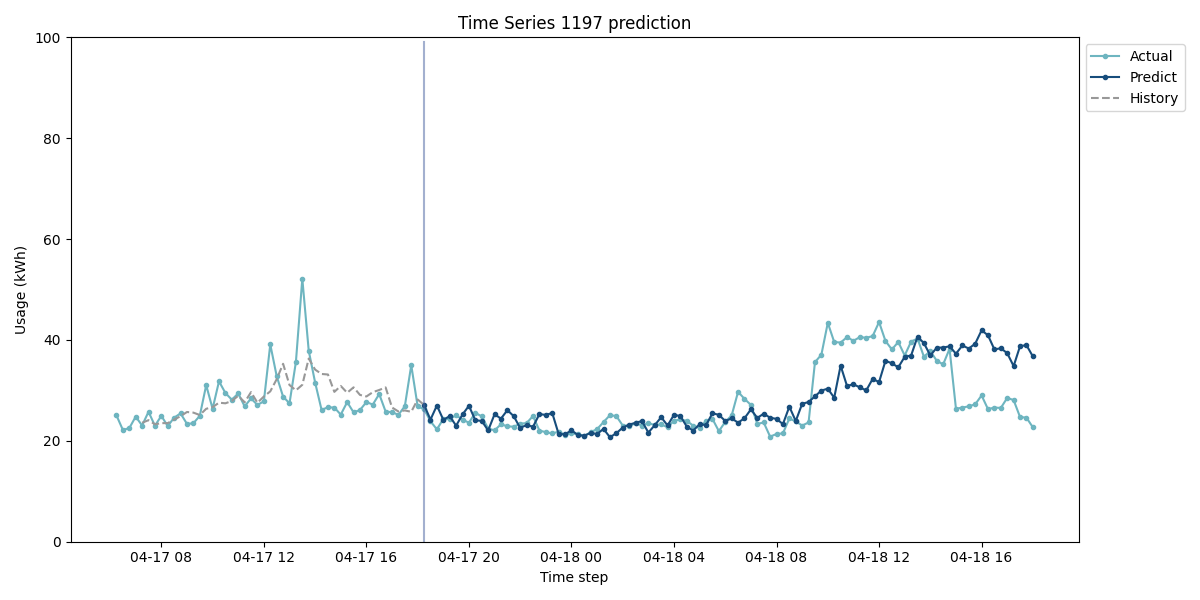 Time Series 1197 prediction
Usage (kWh)
100
80
60
40
20
0
04-17 08
04-17 12
04-17 16
04-17 20
04-18 00
04-18 04
04-18 08
04-18 12
04-18 16
Time step
Actual
Predict
History